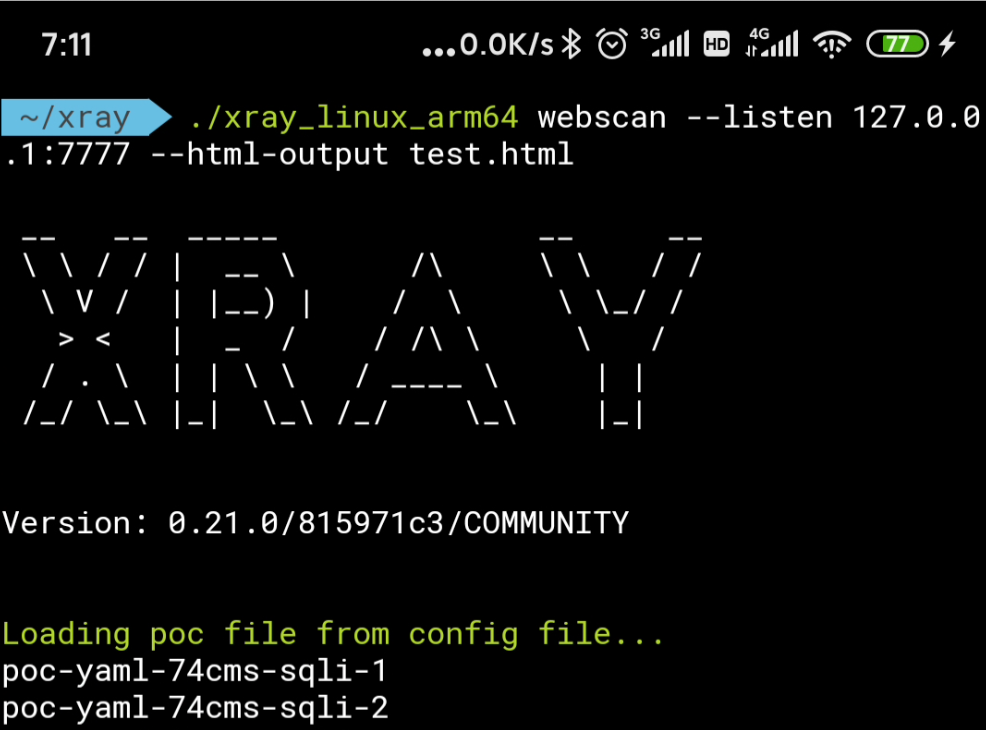 7:11
...0.0K/s 3G HD 4G 77
~/xray ./xray_linux_arm64 webscan --listen 127.0.0
.1:7777 --html-output test.html
 __   __  _____              __      __
 \ \ / / |  __ \      /\     \ \    / /
  \ V /  | |__) |    /  \     \ \_/ /
   > <   |  _  /    / /\ \     \   /
  / . \  | | \ \   / ____ \     | |
 /_/ \_\ |_|  \_\ /_/    \_\    |_|
Version: 0.21.0/815971c3/COMMUNITY
Loading poc file from config file...
poc-yaml-74cms-sqli-1
poc-yaml-74cms-sqli-2